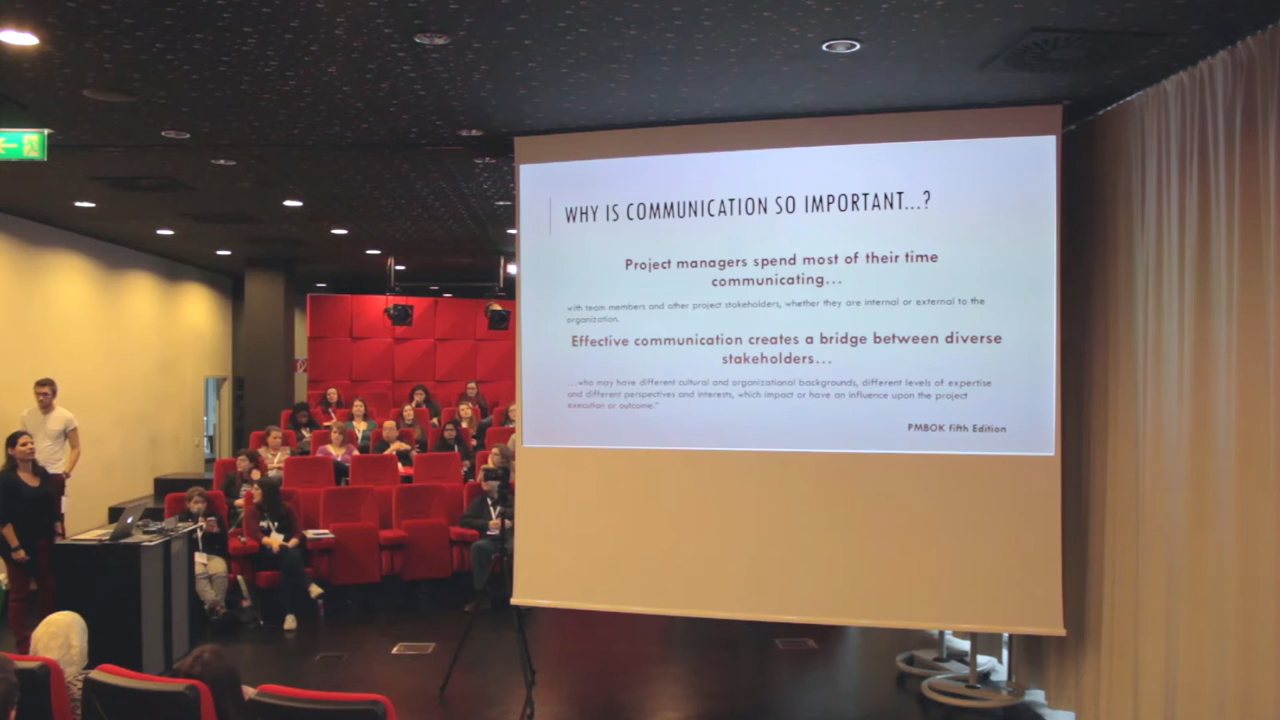 WHY IS COMMUNICATION SO IMPORTANT...?
Project managers spend most of their time
communicating...
with team members and other project stakeholders, whether they are internal or external to the
organization.
Effective communication creates a bridge between diverse
stakeholders...
...who may have different cultural and organizational backgrounds, different levels of expertise
and different perspectives and interests, which impact or have an influence upon the project
execution or outcome."
PMBOK fifth Edition